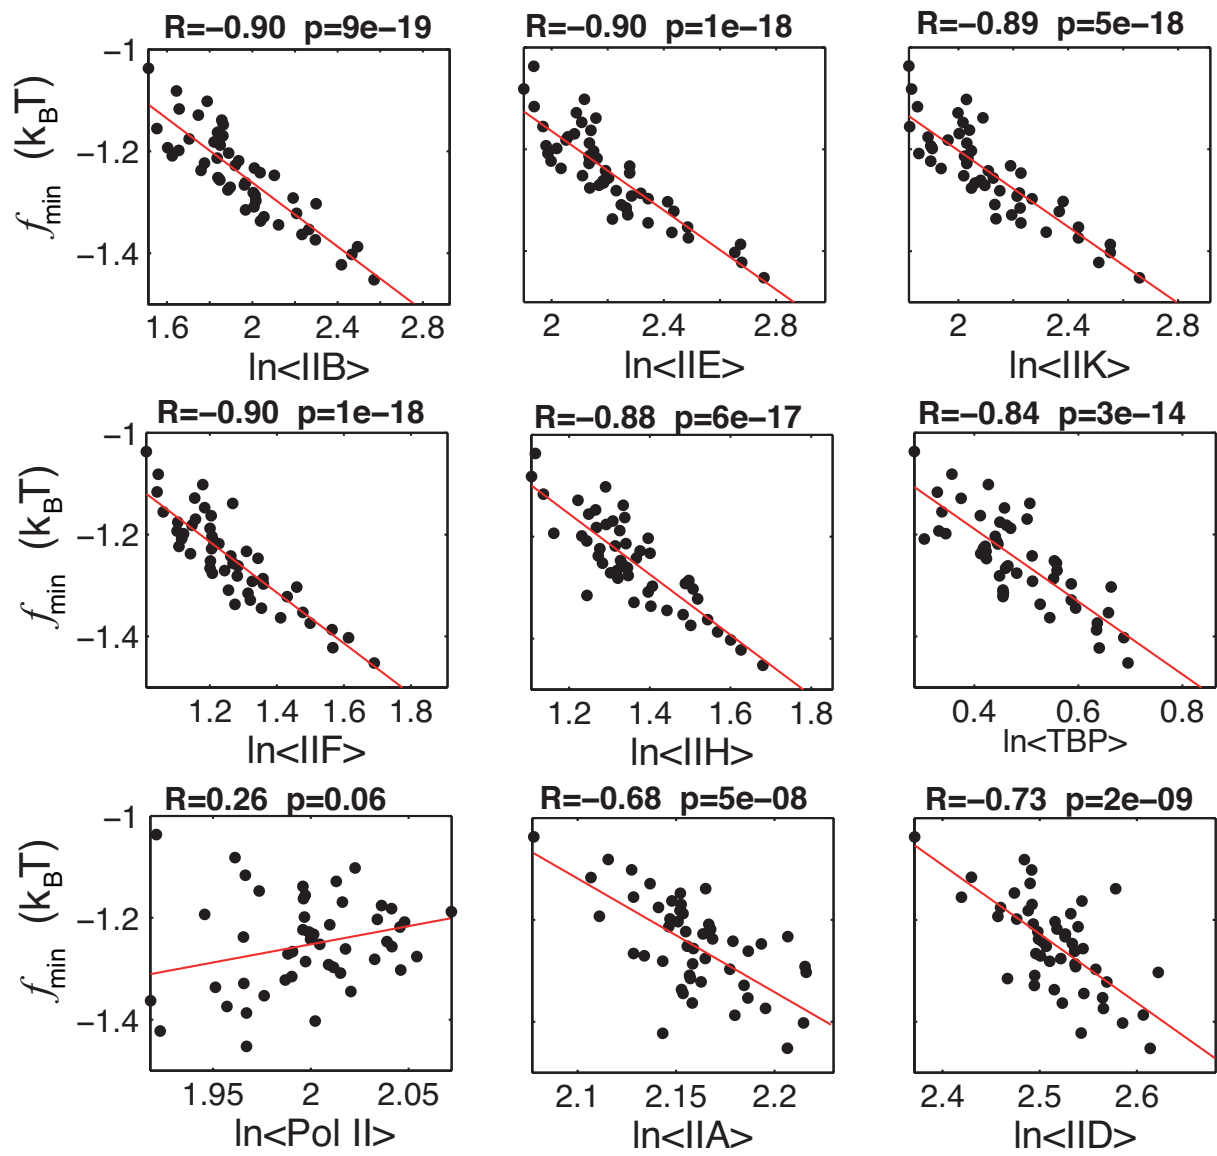 R=−0.90 p=9e−19
R=−0.90 p=1e−18
R=−0.89 p=5e−18
f_min (k_BT)
−1
−1.2
−1.4
1.6 2 2.4 2.8
2 2.4 2.8
2 2.4 2.8
ln<IIB>
ln<IIE>
ln<IIK>
R=−0.90 p=1e−18
R=−0.88 p=6e−17
R=−0.84 p=3e−14
f_min (k_BT)
−1
−1.2
−1.4
1.2 1.4 1.6 1.8
1.2 1.4 1.6 1.8
0.4 0.6 0.8
ln<IIF>
ln<IIH>
ln<TBP>
R=0.26 p=0.06
R=−0.68 p=5e−08
R=−0.73 p=2e−09
f_min (k_BT)
−1
−1.2
−1.4
1.95 2 2.05
2.1 2.15 2.2
2.4 2.5 2.6
ln<Pol II>
ln<IIA>
ln<IID>